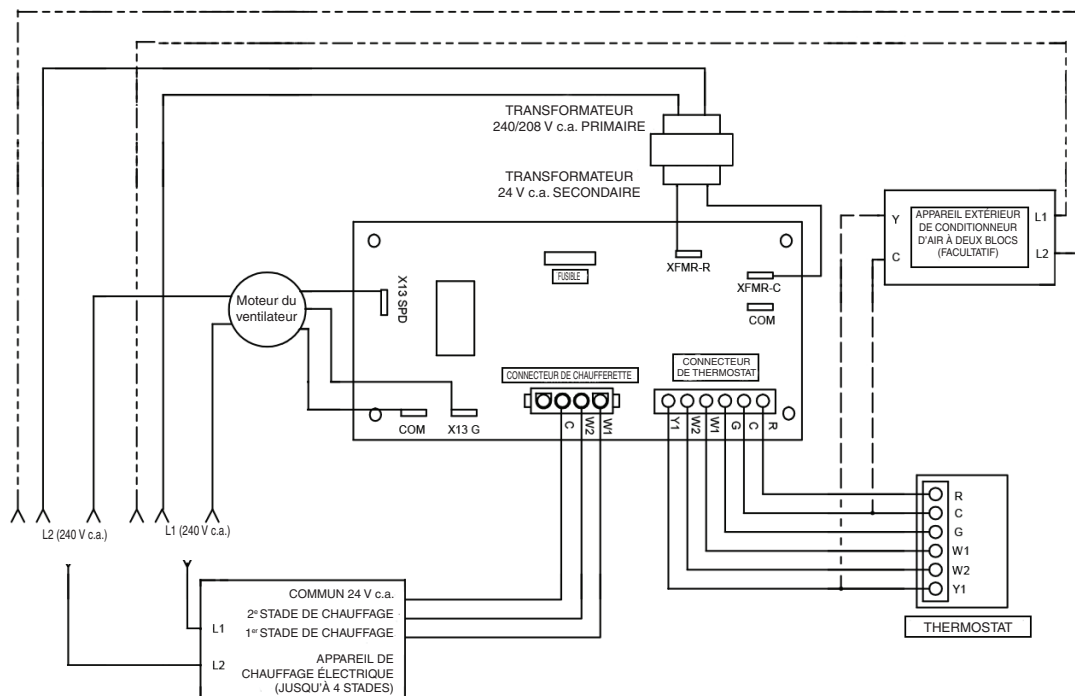 TRANSFORMATEUR
240/208 V c.a. PRIMAIRE
TRANSFORMATEUR
24 V c.a. SECONDAIRE
Y
C
APPAREIL EXTÉRIEUR
DE CONDITIONNEUR
D'AIR À DEUX BLOCS
(FACULTATIF)
L1
L2
XFMR-R
FUSIBLE
XFMR-C
COM
X13 SPD
Moteur du
ventilateur
CONNECTEUR DE CHAUFFERETTE
CONNECTEUR
DE THERMOSTAT
COM
X13 G
C
W2
W1
Y1
W2
W1
G
C
R
R
C
G
W1
W2
Y1
THERMOSTAT
L2 (240 V c.a.)
L1 (240 V c.a.)
COMMUN 24 V c.a.
2e STADE DE CHAUFFAGE
1er STADE DE CHAUFFAGE
L1
L2
APPAREIL DE
CHAUFFAGE ÉLECTRIQUE
(JUSQU'À 4 STADES)